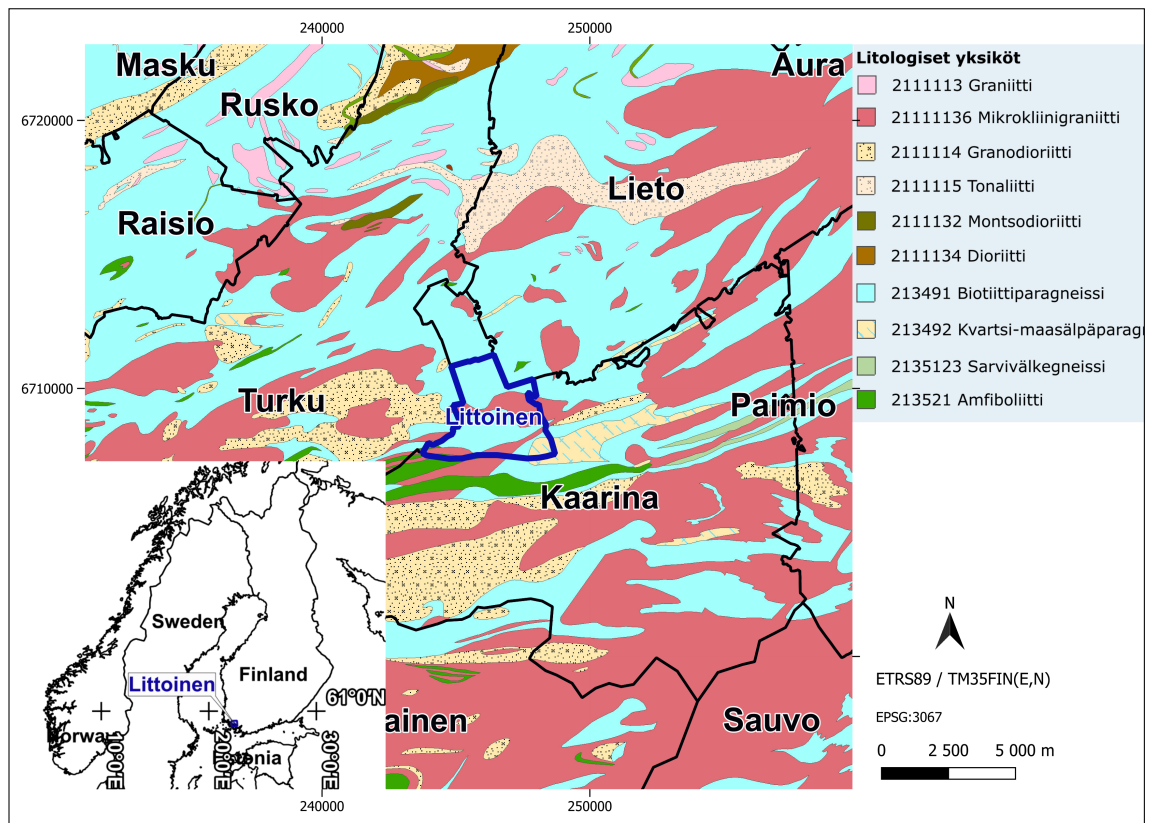 240000
250000
Masku
Aura
Rusko
6720000
Lieto
Raisio
6710000
Turku
Littoinen
Paimio
Kaarina
Sauvo
ainen
240000
250000
Litologiset yksiköt
2111113 Graniitti
21111136 Mikrokliinigraniitti
2111114 Granodioriitti
2111115 Tonaliitti
2111132 Montsodioriitti
2111134 Dioriitti
213491 Biotiittiparagneissi
213492 Kvartsi-maasälpäparagn
2135123 Sarvivälkegneissi
213521 Amfiboliitti
Sweden
Finland
Littoinen
61°0'N
Norway
10°0'E
20°0'E
30°0'E
N
ETRS89 / TM35FIN(E,N)
EPSG:3067
0 2 500 5 000 m